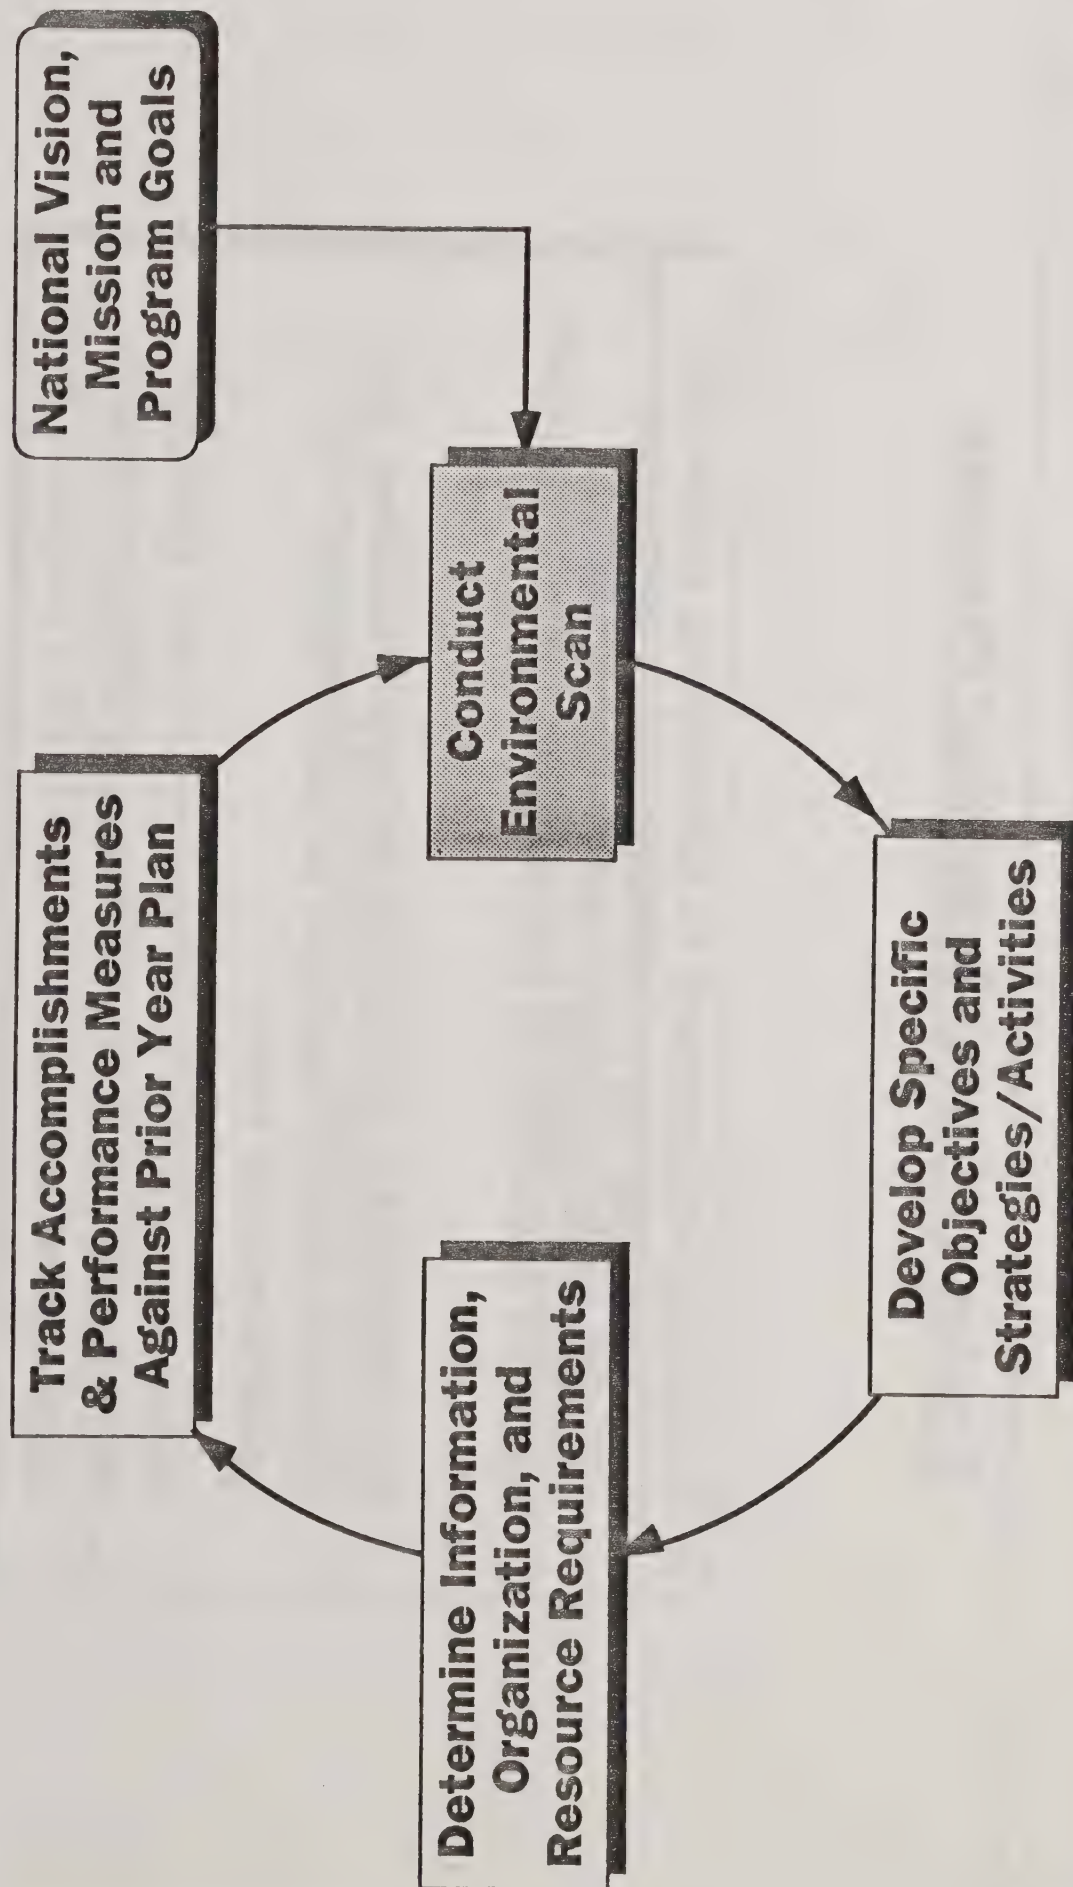 National Vision,
Mission and
Program Goals
Track Accomplishments
& Performance Measures
Against Prior Year Plan
Conduct
Environmental
Scan
Determine Information,
Organization, and
Resource Requirements
Develop Specific
Objectives and
Strategies/Activities